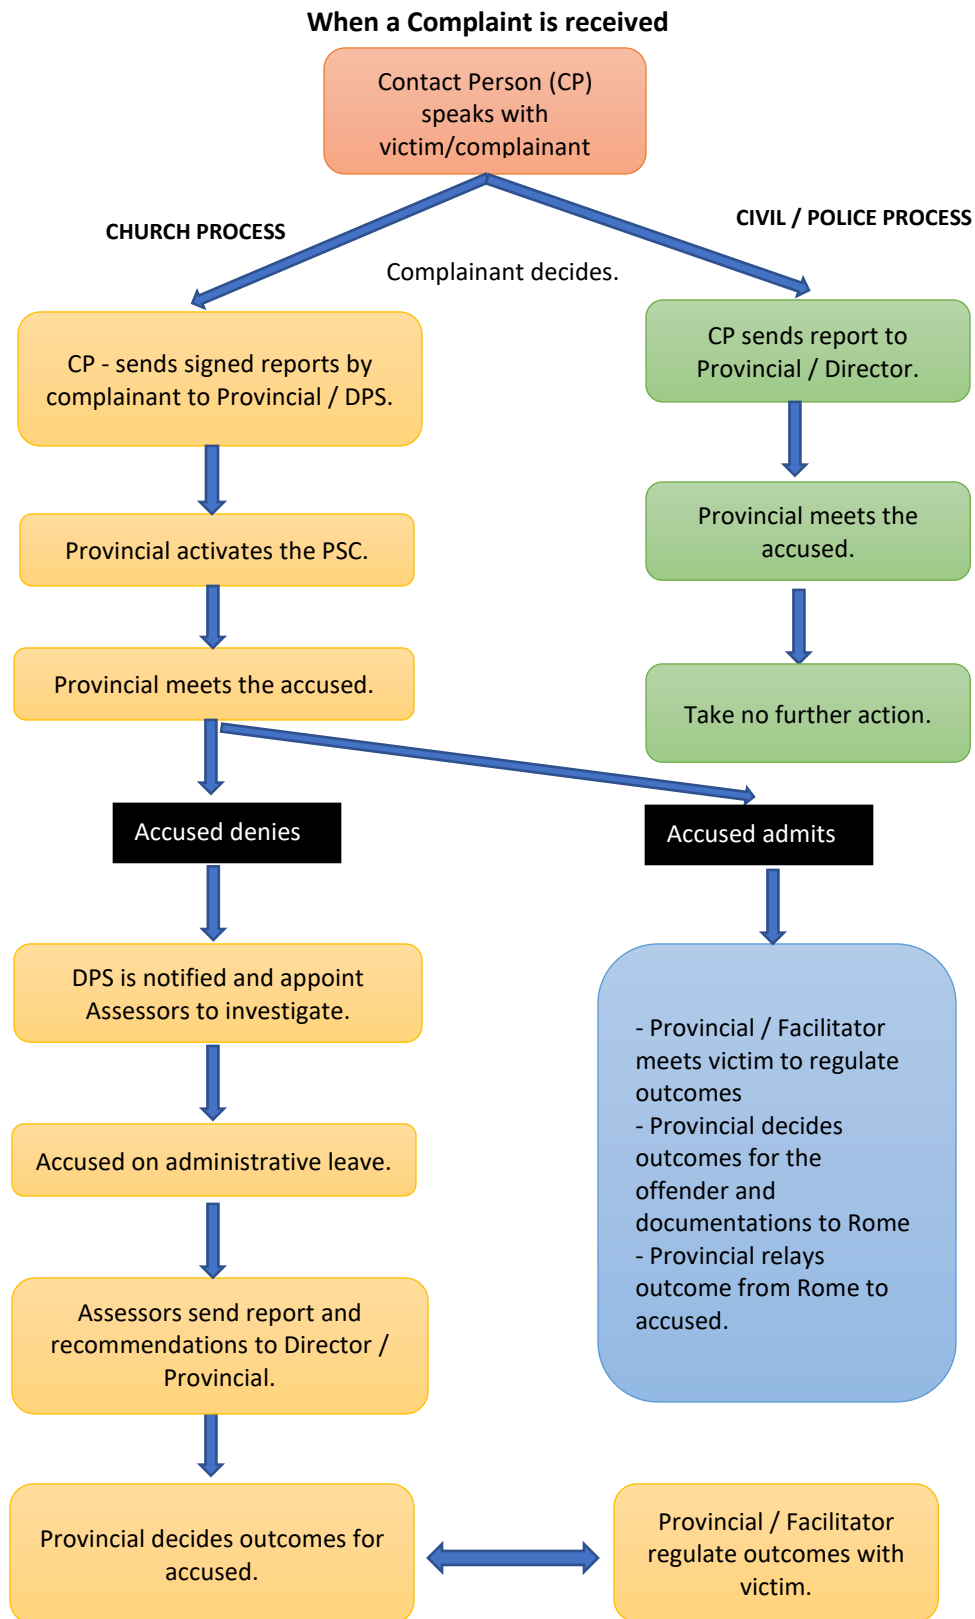 When a Complaint is received
Contact Person (CP)
speaks with
victim/complainant
CHURCH PROCESS
CIVIL / POLICE PROCESS
Complainant decides.
CP - sends signed reports by
complainant to Provincial / DPS.
CP sends report to
Provincial / Director.
Provincial activates the PSC.
Provincial meets the
accused.
Provincial meets the accused.
Take no further action.
Accused denies
Accused admits
DPS is notified and appoint
Assessors to investigate.
Accused on administrative leave.
Assessors send report and
recommendations to Director /
Provincial.
- Provincial / Facilitator
meets victim to regulate
outcomes
- Provincial decides
outcomes for the
offender and
documentations to Rome
- Provincial relays
outcome from Rome to
accused.
Provincial decides outcomes for
accused.
Provincial / Facilitator
regulate outcomes with
victim.